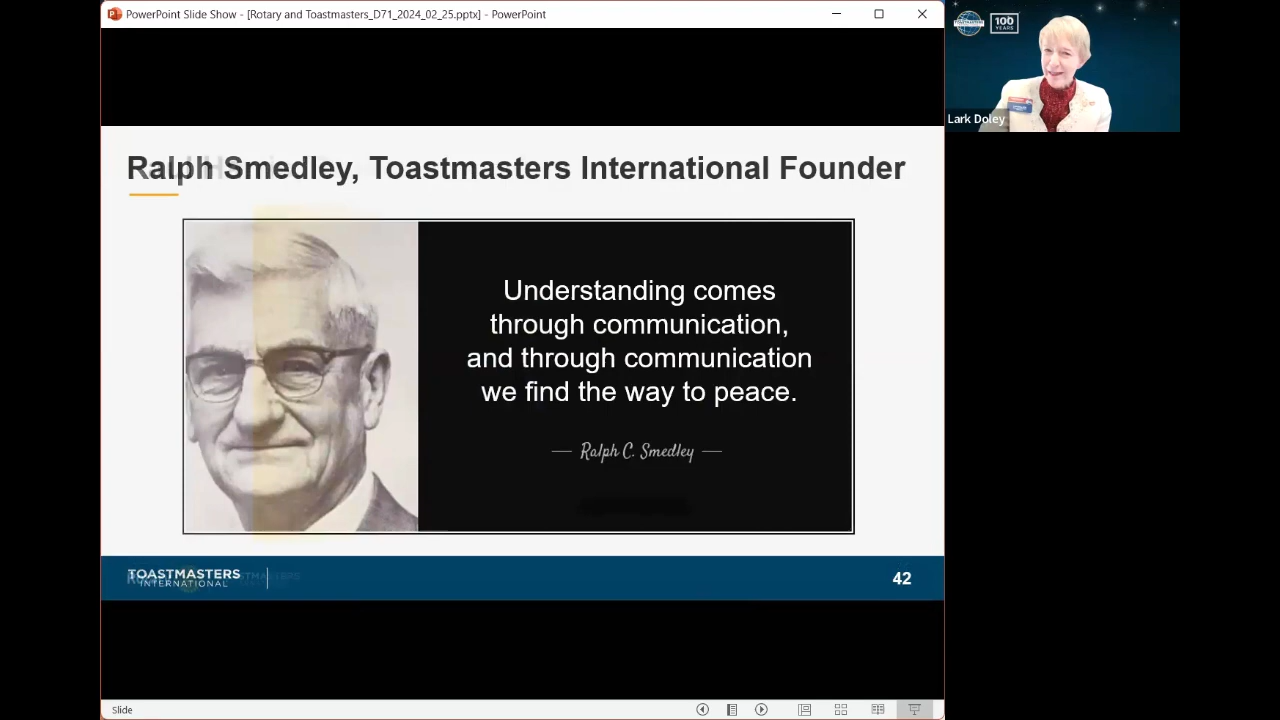 PowerPoint Slide Show - [Rotary and Toastmasters_D71_2024_02_25.pptx] - PowerPoint
TOASTMASTERS
100
YEARS
Lark Doley
Ralph Smedley, Toastmasters International Founder
Understanding comes
through communication,
and through communication
we find the way to peace.
Ralph C. Smedley
TOASTMASTERS
INTERNATIONAL
42
Slide